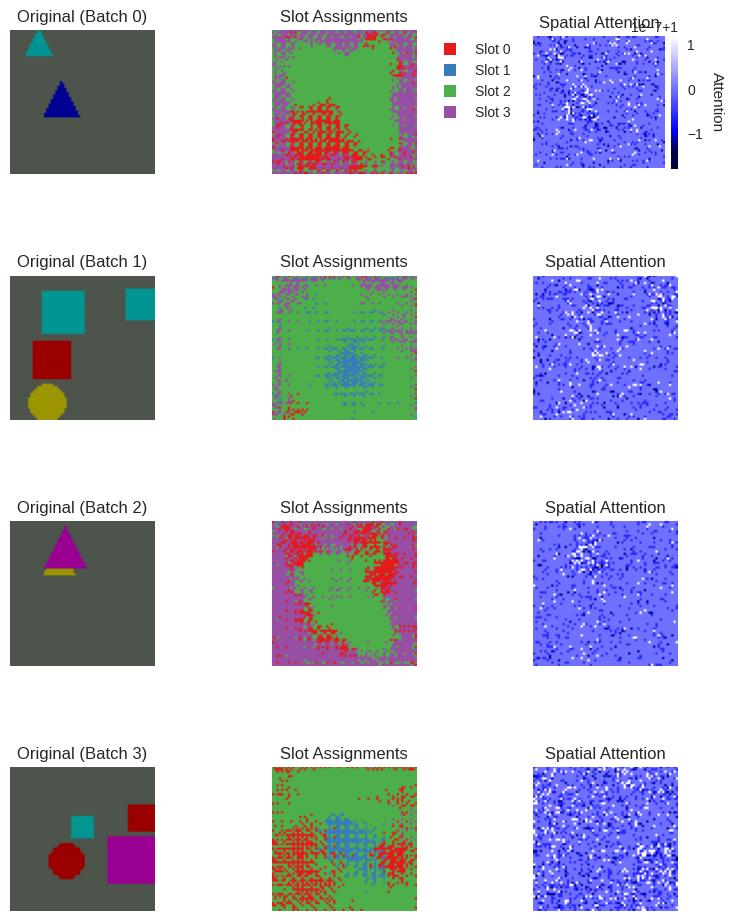 Original (Batch 0)
Slot Assignments
Slot 0
Slot 1
Slot 2
Slot 3
Spatial Attention
1e−7+1
1
0
−1
Attention
Original (Batch 1)
Slot Assignments
Spatial Attention
Original (Batch 2)
Slot Assignments
Spatial Attention
Original (Batch 3)
Slot Assignments
Spatial Attention